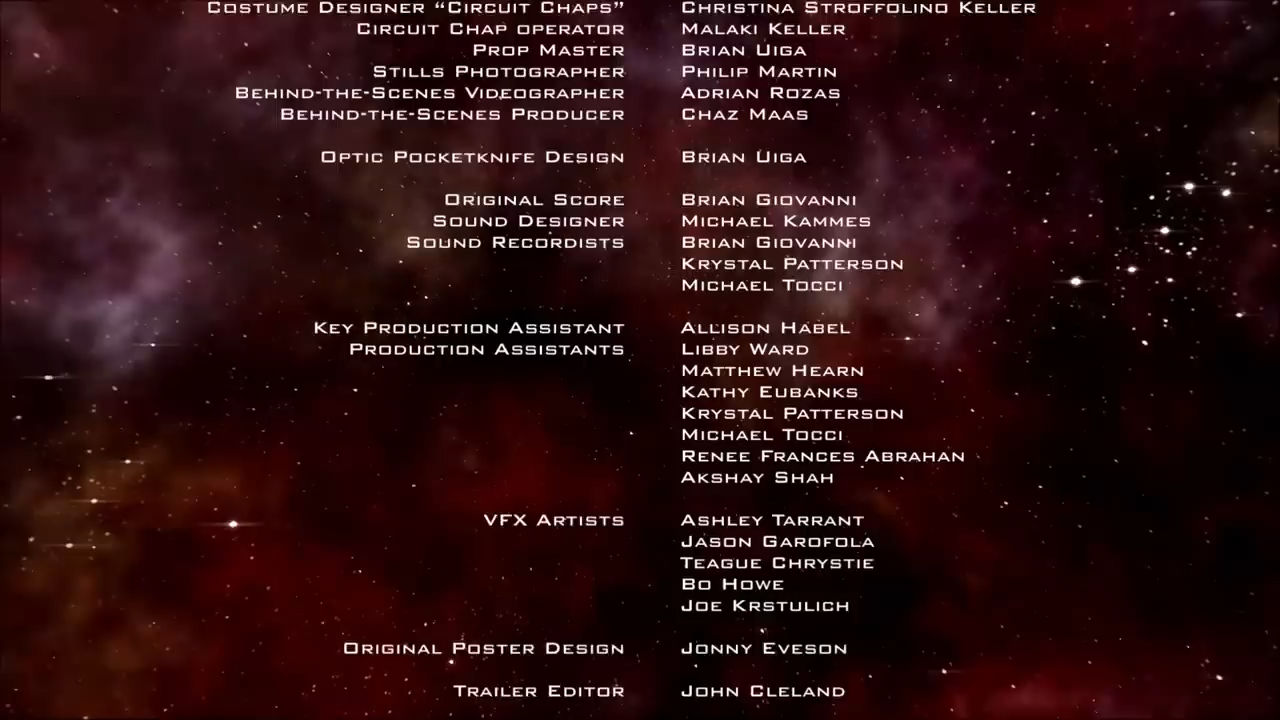 Costume Designer “Circuit Chaps” Christina Stroffolino Keller
Circuit Chap operator Malaki Keller
Prop Master Brian Uiga
Stills Photographer Philip Martin
Behind-the-Scenes Videographer Adrian Rozas
Behind-the-Scenes Producer Chaz Maas
Optic Pocketknife Design Brian Uiga
Original Score Brian Giovanni
Sound Designer Michael Kammes
Sound Recordists Brian Giovanni
Krystal Patterson
Michael Tocci
Key Production Assistant Allison Habel
Production Assistants Libby Ward
Matthew Hearn
Kathy Eubanks
Krystal Patterson
Michael Tocci
Renee Frances Abrahan
Akshay Shah
VFX Artists Ashley Tarrant
Jason Garofola
Teague Chrystie
Bo Howe
Joe Krstulich
Original Poster Design Jonny Eveson
Trailer Editor John Cleland